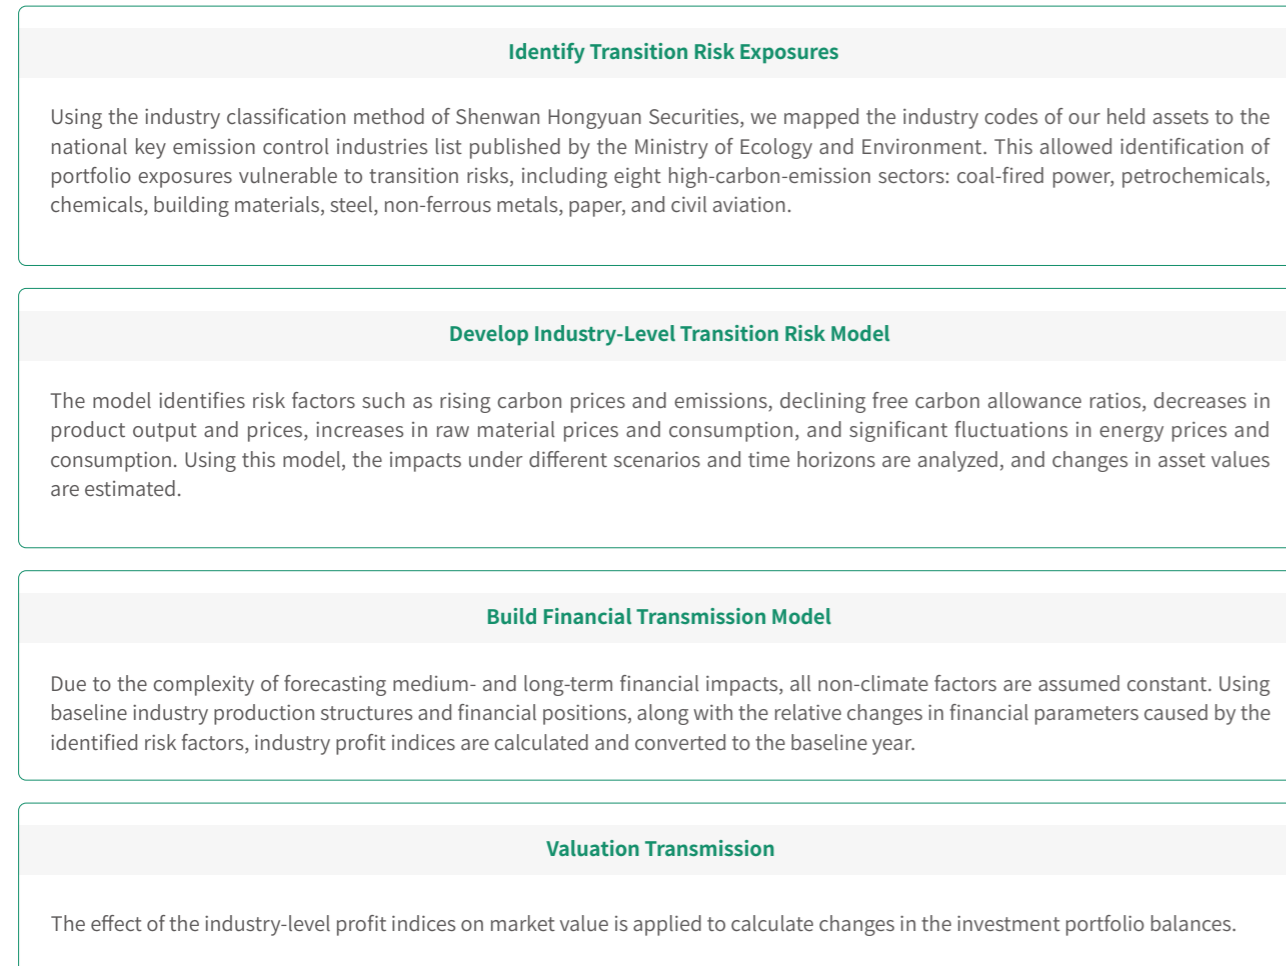 Identify Transition Risk Exposures
Using the industry classification method of Shenwan Hongyuan Securities, we mapped the industry codes of our held assets to the
national key emission control industries list published by the Ministry of Ecology and Environment. This allowed identification of
portfolio exposures vulnerable to transition risks, including eight high-carbon-emission sectors: coal-fired power, petrochemicals,
chemicals, building materials, steel, non-ferrous metals, paper, and civil aviation.
Develop Industry-Level Transition Risk Model
The model identifies risk factors such as rising carbon prices and emissions, declining free carbon allowance ratios, decreases in
product output and prices, increases in raw material prices and consumption, and significant fluctuations in energy prices and
consumption. Using this model, the impacts under different scenarios and time horizons are analyzed, and changes in asset values
are estimated.
Build Financial Transmission Model
Due to the complexity of forecasting medium- and long-term financial impacts, all non-climate factors are assumed constant. Using
baseline industry production structures and financial positions, along with the relative changes in financial parameters caused by the
identified risk factors, industry profit indices are calculated and converted to the baseline year.
Valuation Transmission
The effect of the industry-level profit indices on market value is applied to calculate changes in the investment portfolio balances.